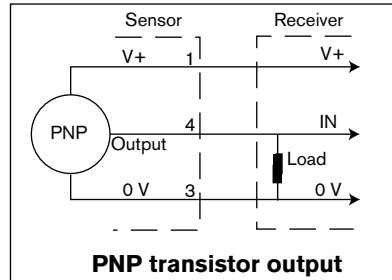 Sensor Receiver
V+ 1 V+
PNP Output 4 IN
Load
0 V 3 0 V
PNP transistor output